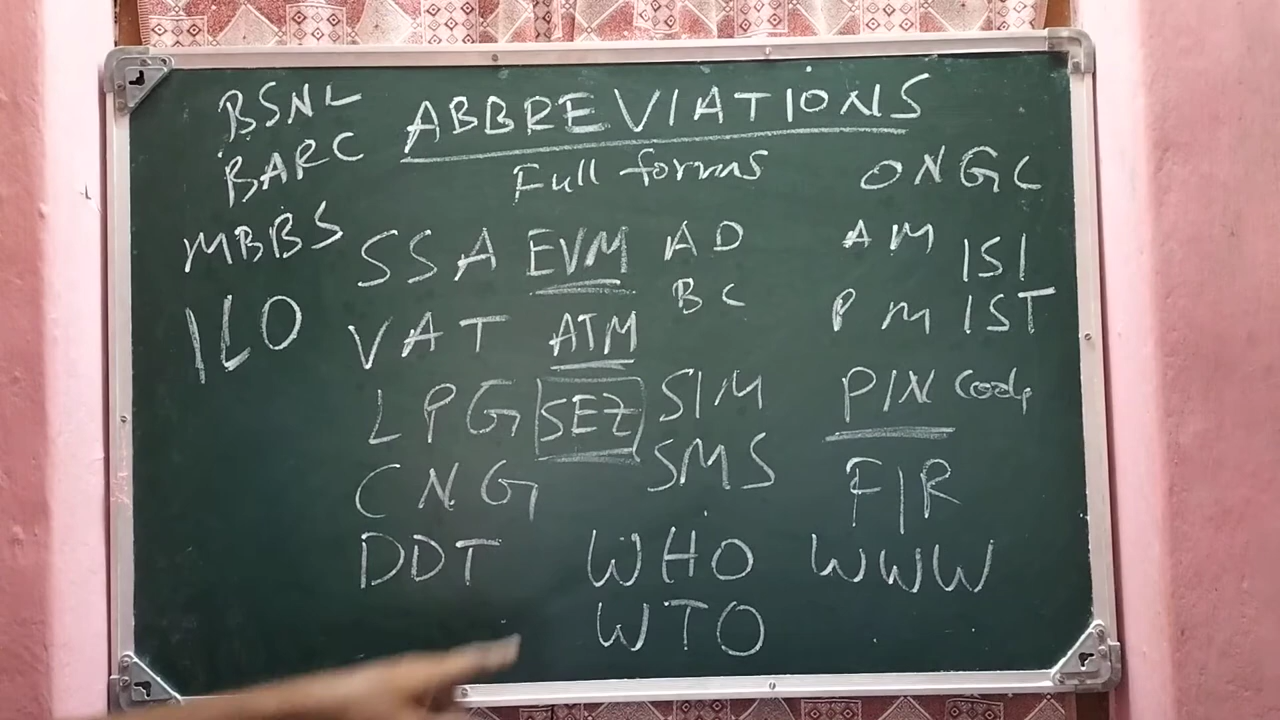 ABBREVIATIONS
Full forms
BSNL
BARC
MBBS
ILO
SSA
VAT
LPG
CNG
DDT
EVM
ATM
SEZ
AD
BC
SIM
SMS
WHO
WTO
ONGC
AM
PM
ISI
IST
PIN Code
FIR
WWW